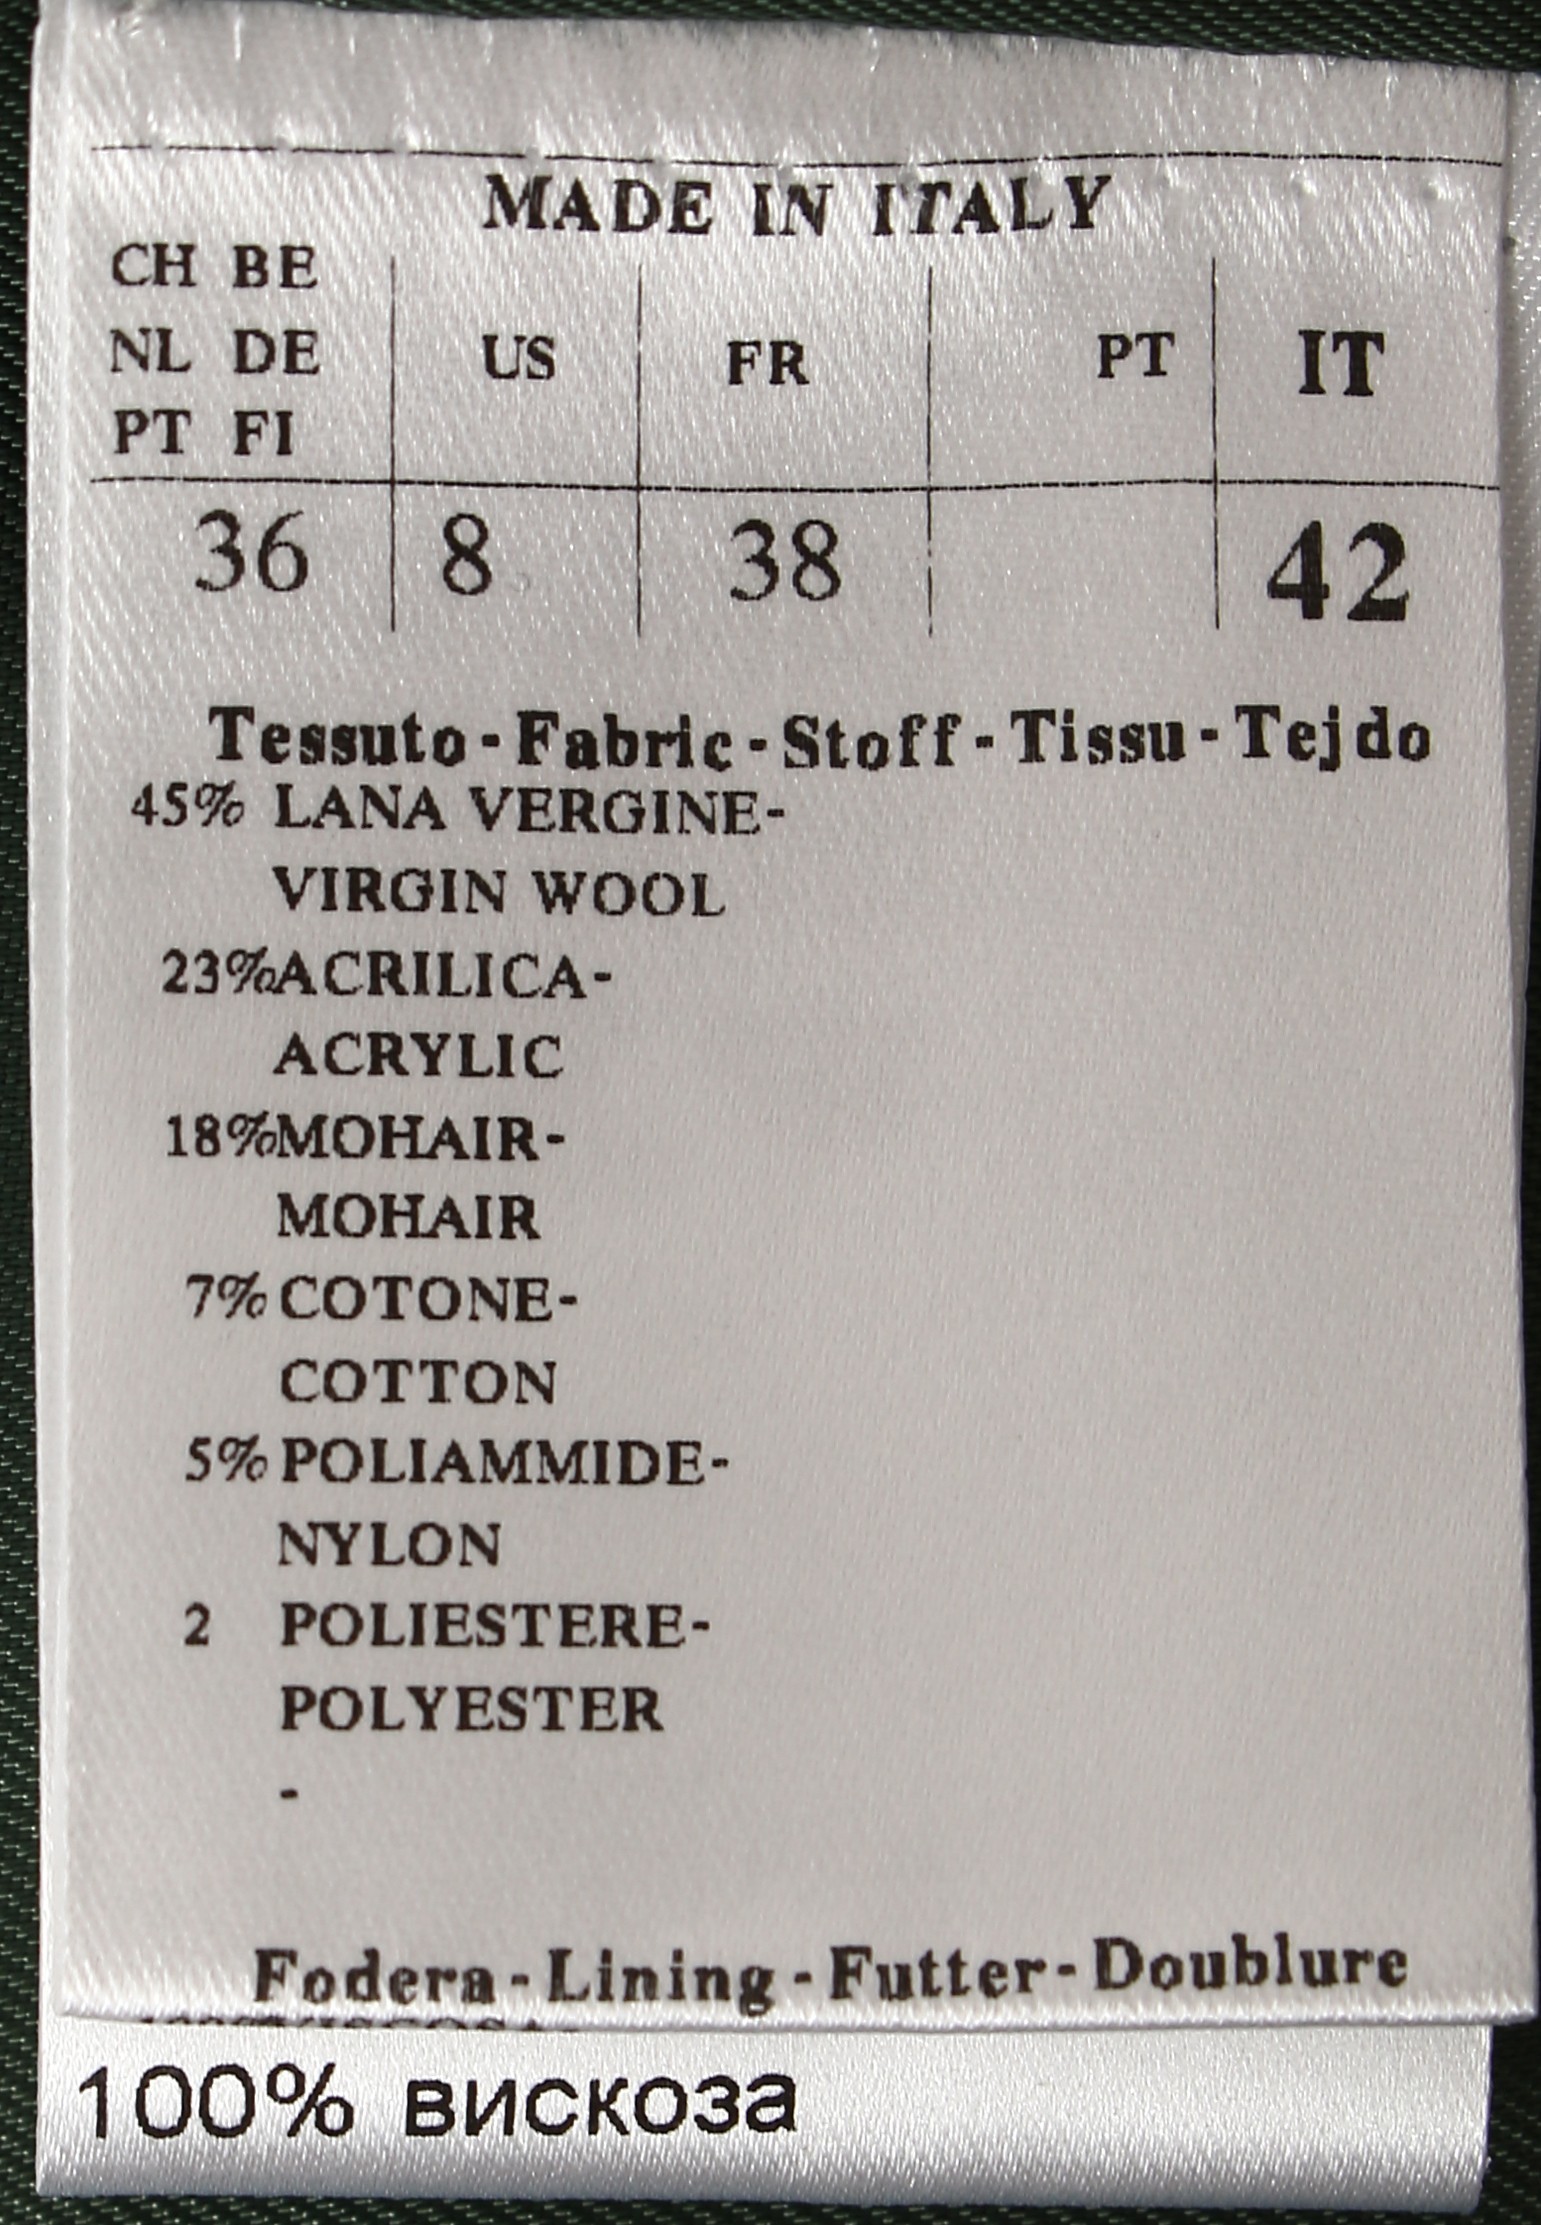 MADE IN ITALY
CH BE
NL DE US FR PT IT
PT FI
36 8 38 42
Tessuto - Fabric - Stoff - Tissu - Tejdo
45% LANA VERGINE-
VIRGIN WOOL
23%ACRILICA-
ACRYLIC
18%MOHAIR-
MOHAIR
7% COTONE-
COTTON
5% POLIAMMIDE-
NYLON
2 POLIESTERE-
POLYESTER
-
Fodera - Lining - Futter - Doublure
100% вискоза